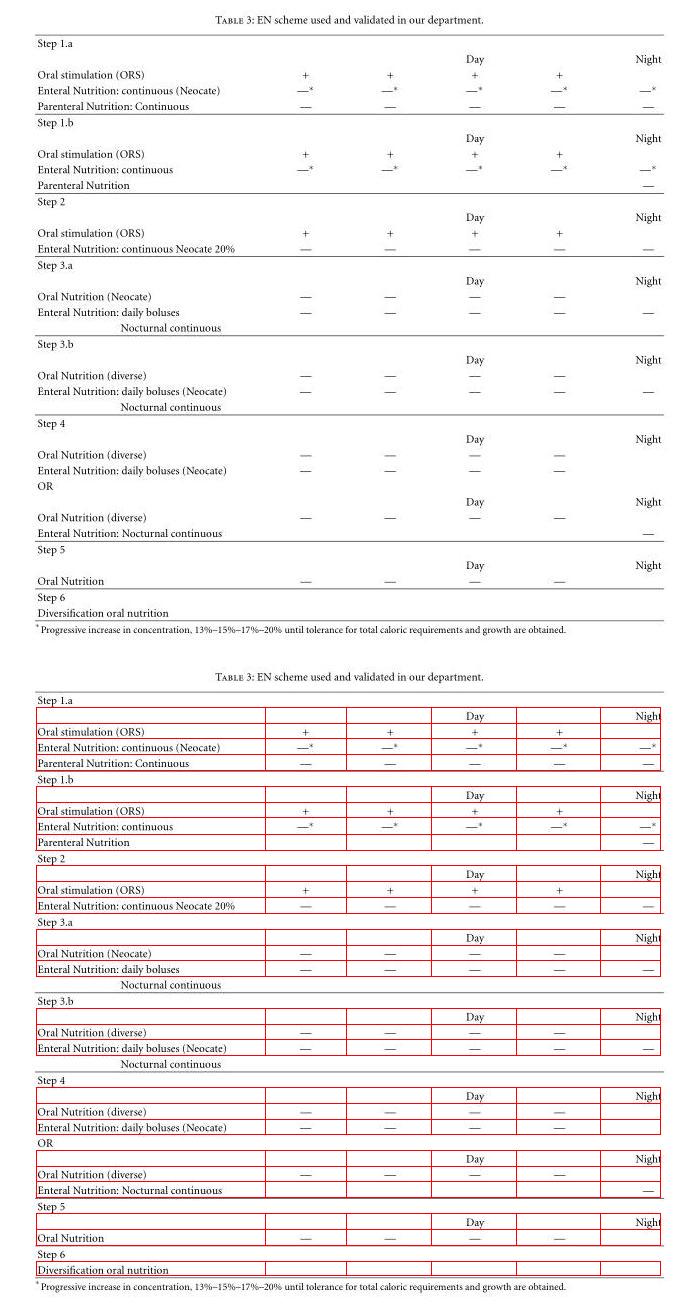 TABLE 3: EN scheme used and validated in our department.
Step 1.a
Day Night
Oral stimulation (ORS) + + + +
Enteral Nutrition: continuous (Neocate) —* —* —* —* —*
Parenteral Nutrition: Continuous — — — — —
Step 1.b
Day Night
Oral stimulation (ORS) + + + +
Enteral Nutrition: continuous —* —* —* —* —*
Parenteral Nutrition —
Step 2
Day Night
Oral stimulation (ORS) + + + +
Enteral Nutrition: continuous Neocate 20% — — — — —
Step 3.a
Day Night
Oral Nutrition (Neocate) — — — —
Enteral Nutrition: daily boluses — — — — —
Nocturnal continuous
Step 3.b
Day Night
Oral Nutrition (diverse) — — — —
Enteral Nutrition: daily boluses (Neocate) — — — — —
Nocturnal continuous
Step 4
Day Night
Oral Nutrition (diverse) — — — —
Enteral Nutrition: daily boluses (Neocate) — — — —
OR
Day Night
Oral Nutrition (diverse) — — — —
Enteral Nutrition: Nocturnal continuous —
Step 5
Day Night
Oral Nutrition — — — —
Step 6
Diversification oral nutrition
* Progressive increase in concentration, 13%–15%–17%–20% until tolerance for total caloric requirements and growth are obtained.
TABLE 3: EN scheme used and validated in our department.
Step 1.a
Day Night
Oral stimulation (ORS) + + + +
Enteral Nutrition: continuous (Neocate) —* —* —* —* —*
Parenteral Nutrition: Continuous — — — — —
Step 1.b
Day Night
Oral stimulation (ORS) + + + +
Enteral Nutrition: continuous —* —* —* —* —*
Parenteral Nutrition —
Step 2
Day Night
Oral stimulation (ORS) + + + +
Enteral Nutrition: continuous Neocate 20% — — — — —
Step 3.a
Day Night
Oral Nutrition (Neocate) — — — —
Enteral Nutrition: daily boluses — — — — —
Nocturnal continuous
Step 3.b
Day Night
Oral Nutrition (diverse) — — — —
Enteral Nutrition: daily boluses (Neocate) — — — — —
Nocturnal continuous
Step 4
Day Night
Oral Nutrition (diverse) — — — —
Enteral Nutrition: daily boluses (Neocate) — — — —
OR
Day Night
Oral Nutrition (diverse) — — — —
Enteral Nutrition: Nocturnal continuous —
Step 5
Day Night
Oral Nutrition — — — —
Step 6
Diversification oral nutrition
* Progressive increase in concentration, 13%–15%–17%–20% until tolerance for total caloric requirements and growth are obtained.